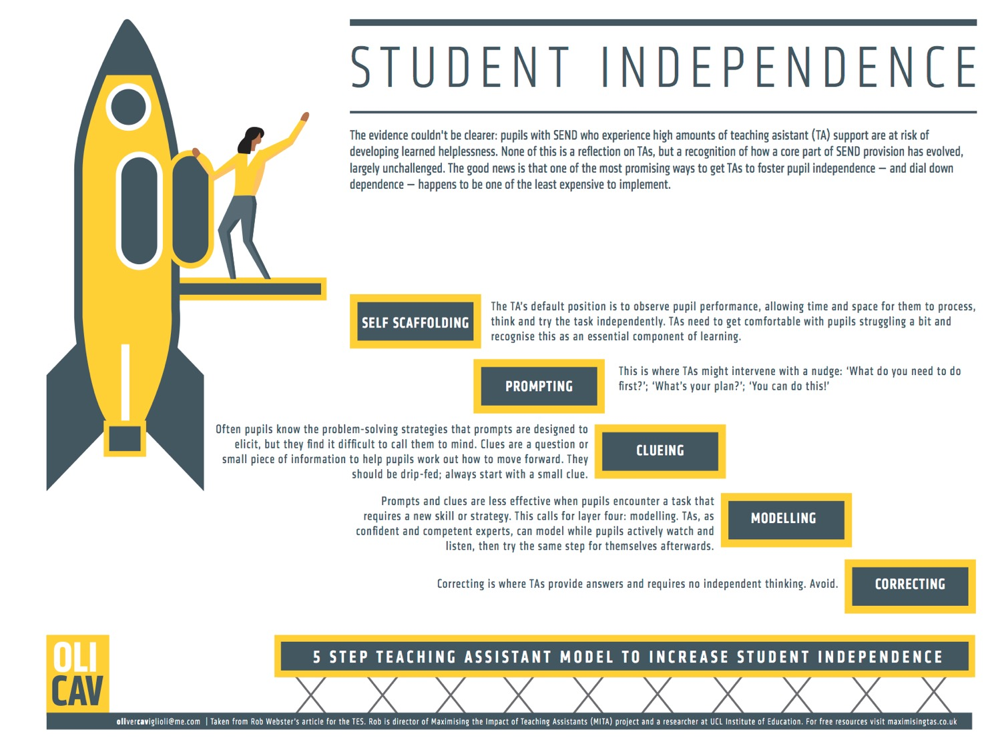 STUDENT INDEPENDENCE
The evidence couldn't be clearer: pupils with SEND who experience high amounts of teaching asistant (TA) support are at risk of
developing learned helplessness. None of this is a reflection on TAs, but a recognition of how a core part of SEND provision has evolved,
largely unchallenged. The good news is that one of the most promising ways to get TAs to foster pupil independence — and dial down
dependence — happens to be one of the least expensive to implement.
SELF SCAFFOLDING
The TA's default position is to observe pupil performance, allowing time and space for them to process,
think and try the task independently. TAs need to get comfortable with pupils struggling a bit and
recognise this as an essential component of learning.
PROMPTING
This is where TAs might intervene with a nudge: ‘What do you need to do
first?’; ‘What's your plan?’; ‘You can do this!’
Often pupils know the problem-solving strategies that prompts are designed to
elicit, but they find it difficult to call them to mind. Clues are a question or
small piece of information to help pupils work out how to move forward. They
should be drip-fed; always start with a small clue.
CLUEING
Prompts and clues are less effective when pupils encounter a task that
requires a new skill or strategy. This calls for layer four: modelling. TAs, as
confident and competent experts, can model while pupils actively watch and
listen, then try the same step for themselves afterwards.
MODELLING
Correcting is where TAs provide answers and requires no independent thinking. Avoid.
CORRECTING
5 STEP TEACHING ASSISTANT MODEL TO INCREASE STUDENT INDEPENDENCE
OLI
CAV
olivercaviglioli@me.com | Taken from Rob Webster's article for the TES. Rob is director of Maximising the Impact of Teaching Assistants (MITA) project and a researcher at UCL Institute of Education. For free resources visit maximisingtas.co.uk